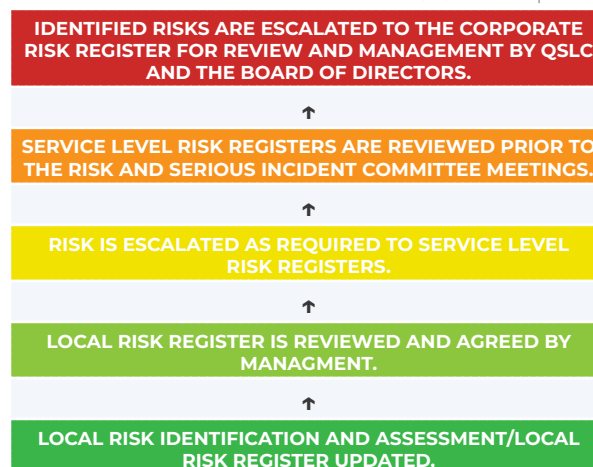 IDENTIFIED RISKS ARE ESCALATED TO THE CORPORATE
RISK REGISTER FOR REVIEW AND MANAGEMENT BY QSLC
AND THE BOARD OF DIRECTORS.
↑
SERVICE LEVEL RISK REGISTERS ARE REVIEWED PRIOR TO
THE RISK AND SERIOUS INCIDENT COMMITTEE MEETINGS.
↑
RISK IS ESCALATED AS REQUIRED TO SERVICE LEVEL
RISK REGISTERS.
↑
LOCAL RISK REGISTER IS REVIEWED AND AGREED BY
MANAGMENT.
↑
LOCAL RISK IDENTIFICATION AND ASSESSMENT/LOCAL
RISK REGISTER UPDATED.